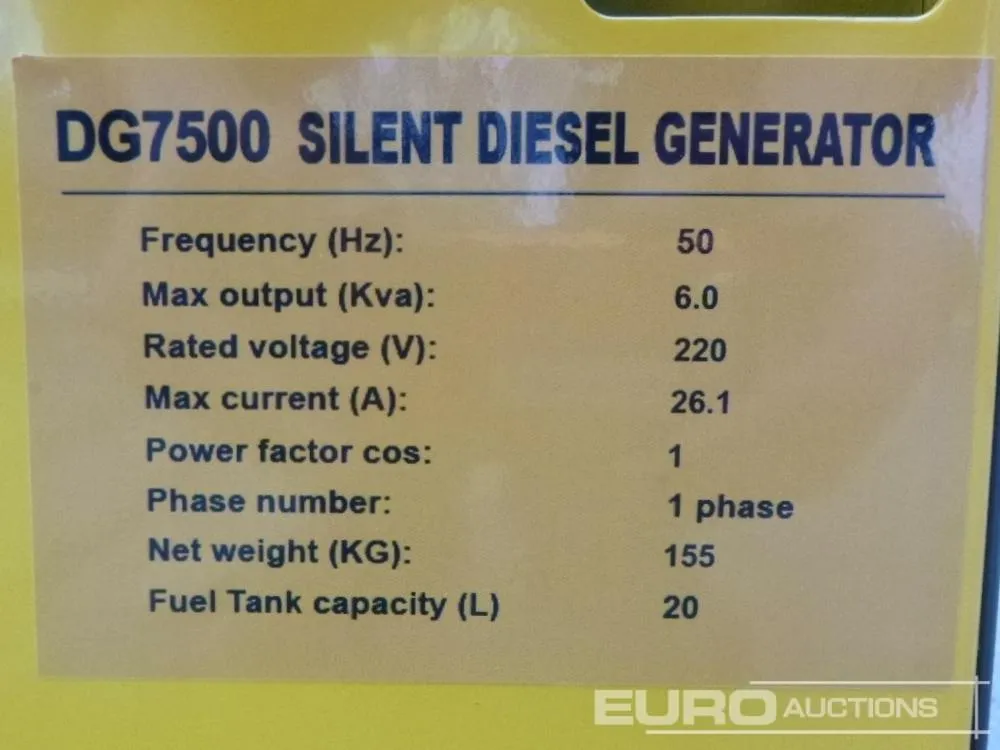 DG7500 SILENT DIESEL GENERATOR
Frequency (Hz): 50
Max output (Kva): 6.0
Rated voltage (V): 220
Max current (A): 26.1
Power factor cos: 1
Phase number: 1 phase
Net weight (KG): 155
Fuel Tank capacity (L) 20
EURO AUCTIONS